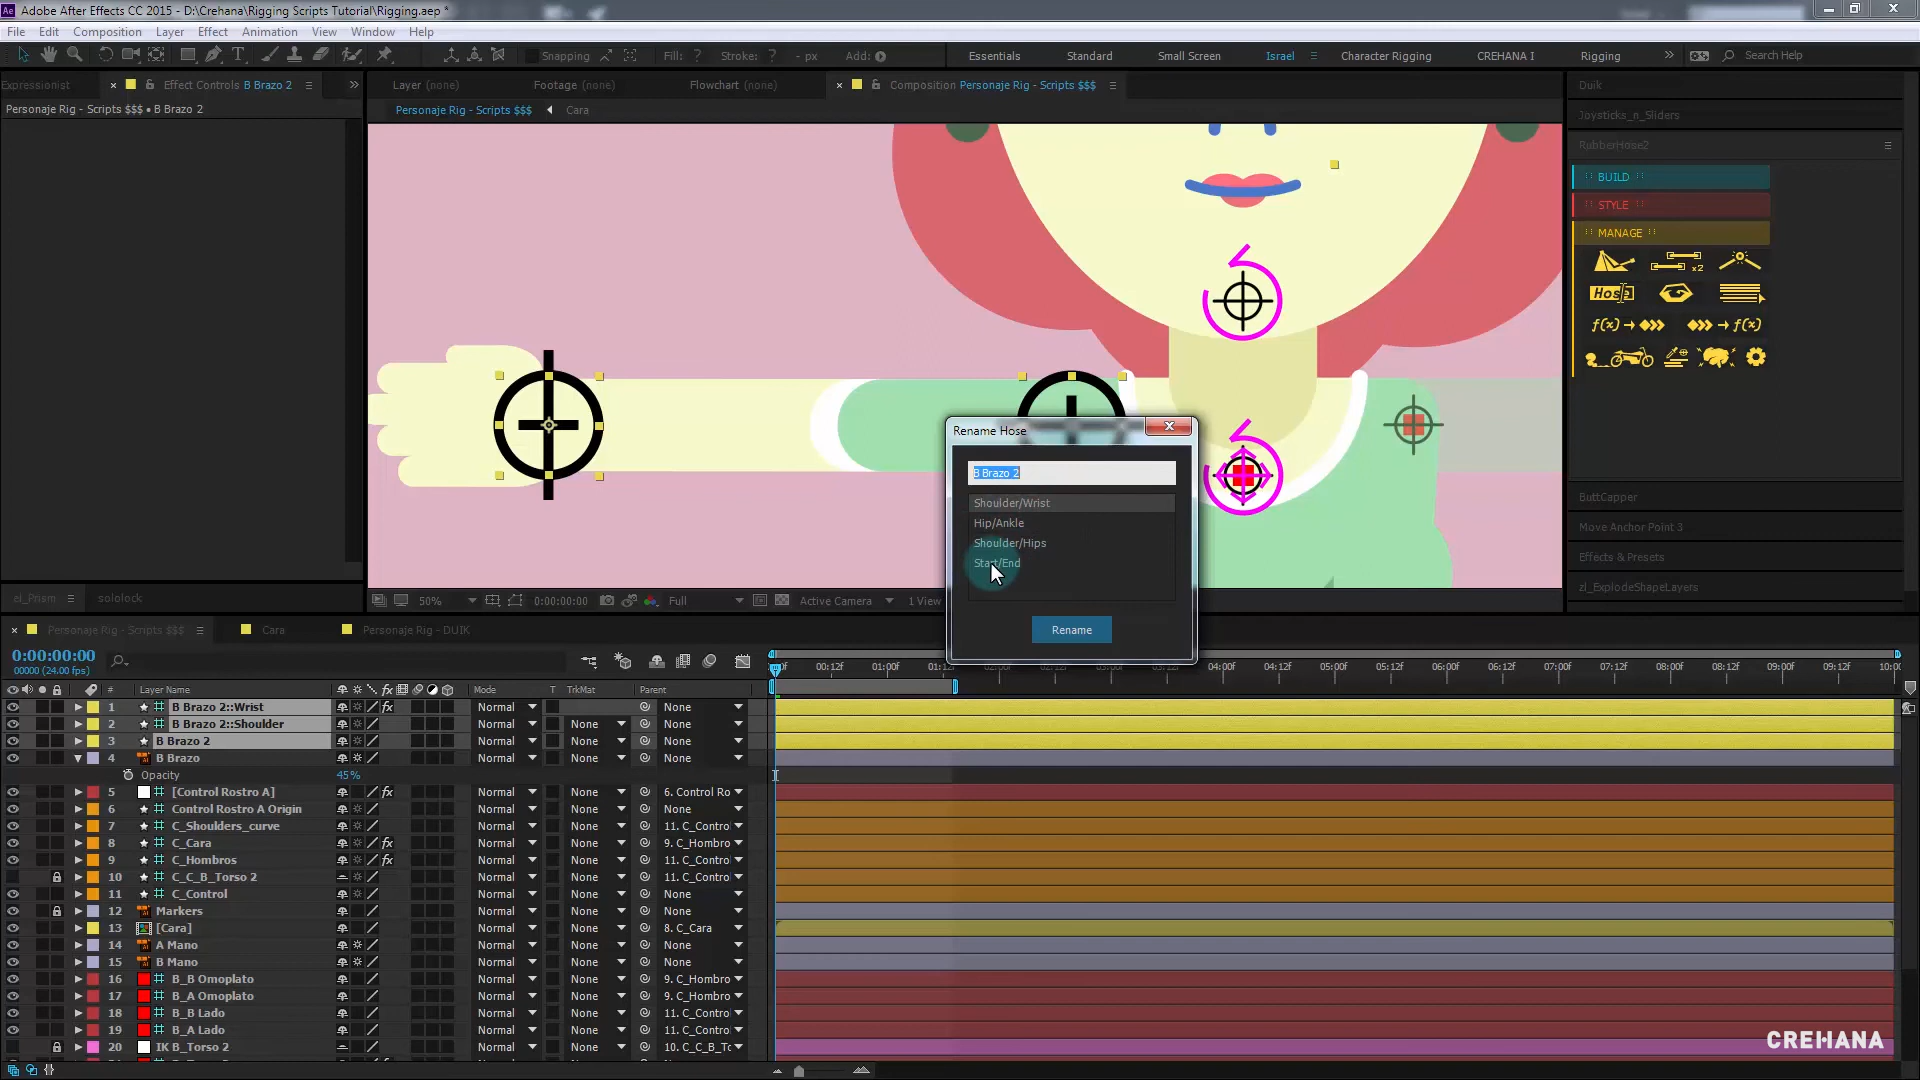 Adobe After Effects CC 2015 - D:\Crehana\Rigging Scripts Tutorial\Rigging.aep *
File Edit Composition Layer Effect Animation View Window Help
Snapping Fill: ? Stroke: ? - px Add: Essentials Standard Small Screen Israel Character Rigging CREHANA I Rigging Search Help
Expressionist Effect Controls B Brazo 2 Layer (none) Footage (none) Flowchart (none) Composition Personaje Rig - Scripts $$$ Duik
Personaje Rig - Scripts $$$ • B Brazo 2 Personaje Rig - Scripts $$$ Cara
Joysticks_n_Sliders
RubberHose2
BUILD
STYLE
MANAGE
x2
Hose
f(x)
f(x)
ButtCapper
Move Anchor Point 3
Effects & Presets
zl_ExplodeShapeLayers
Rename Hose
B Brazo 2
Shoulder/Wrist
Hip/Ankle
Shoulder/Hips
Start/End
Rename
el_Prism sololock
50% 0:00:00:00 Full Active Camera 1 View
Personaje Rig - Scripts $$$ Cara Personaje Rig - DUIK
0:00:00:00
00000 (24.00 fps)
00:12f 01:00f 04:00f 04:12f 05:00f 05:12f 06:00f 06:12f 07:00f 07:12f 08:00f 08:12f 09:00f 09:12f 10:0
# Layer Name fx Mode T TrkMat Parent
1 B Brazo 2::Wrist fx Normal None
2 B Brazo 2::Shoulder Normal None None
3 B Brazo 2 Normal None None
4 B Brazo Normal None None
Opacity 45%
5 [Control Rostro A] fx Normal None 6. Control Ro
6 Control Rostro A Origin Normal None None
7 C_Shoulders_curve Normal None 11. C_Contro
8 C_Cara fx Normal None 9. C_Hombro
9 C_Hombros fx Normal None 11. C_Contro
10 C_C_B_Torso 2 Normal None 11. C_Contro
11 C_Control Normal None None
12 Markers Normal None None
13 [Cara] Normal None 8. C_Cara
14 A Mano Normal None None
15 B Mano Normal None None
16 B_B Omoplato Normal None 9. C_Hombro
17 B_A Omoplato Normal None 9. C_Hombro
18 B_B Lado Normal None 11. C_Contro
19 B_A Lado Normal None 11. C_Contro
20 IK B_Torso 2 Normal None 10. C_C_B_Tc
CREHANA